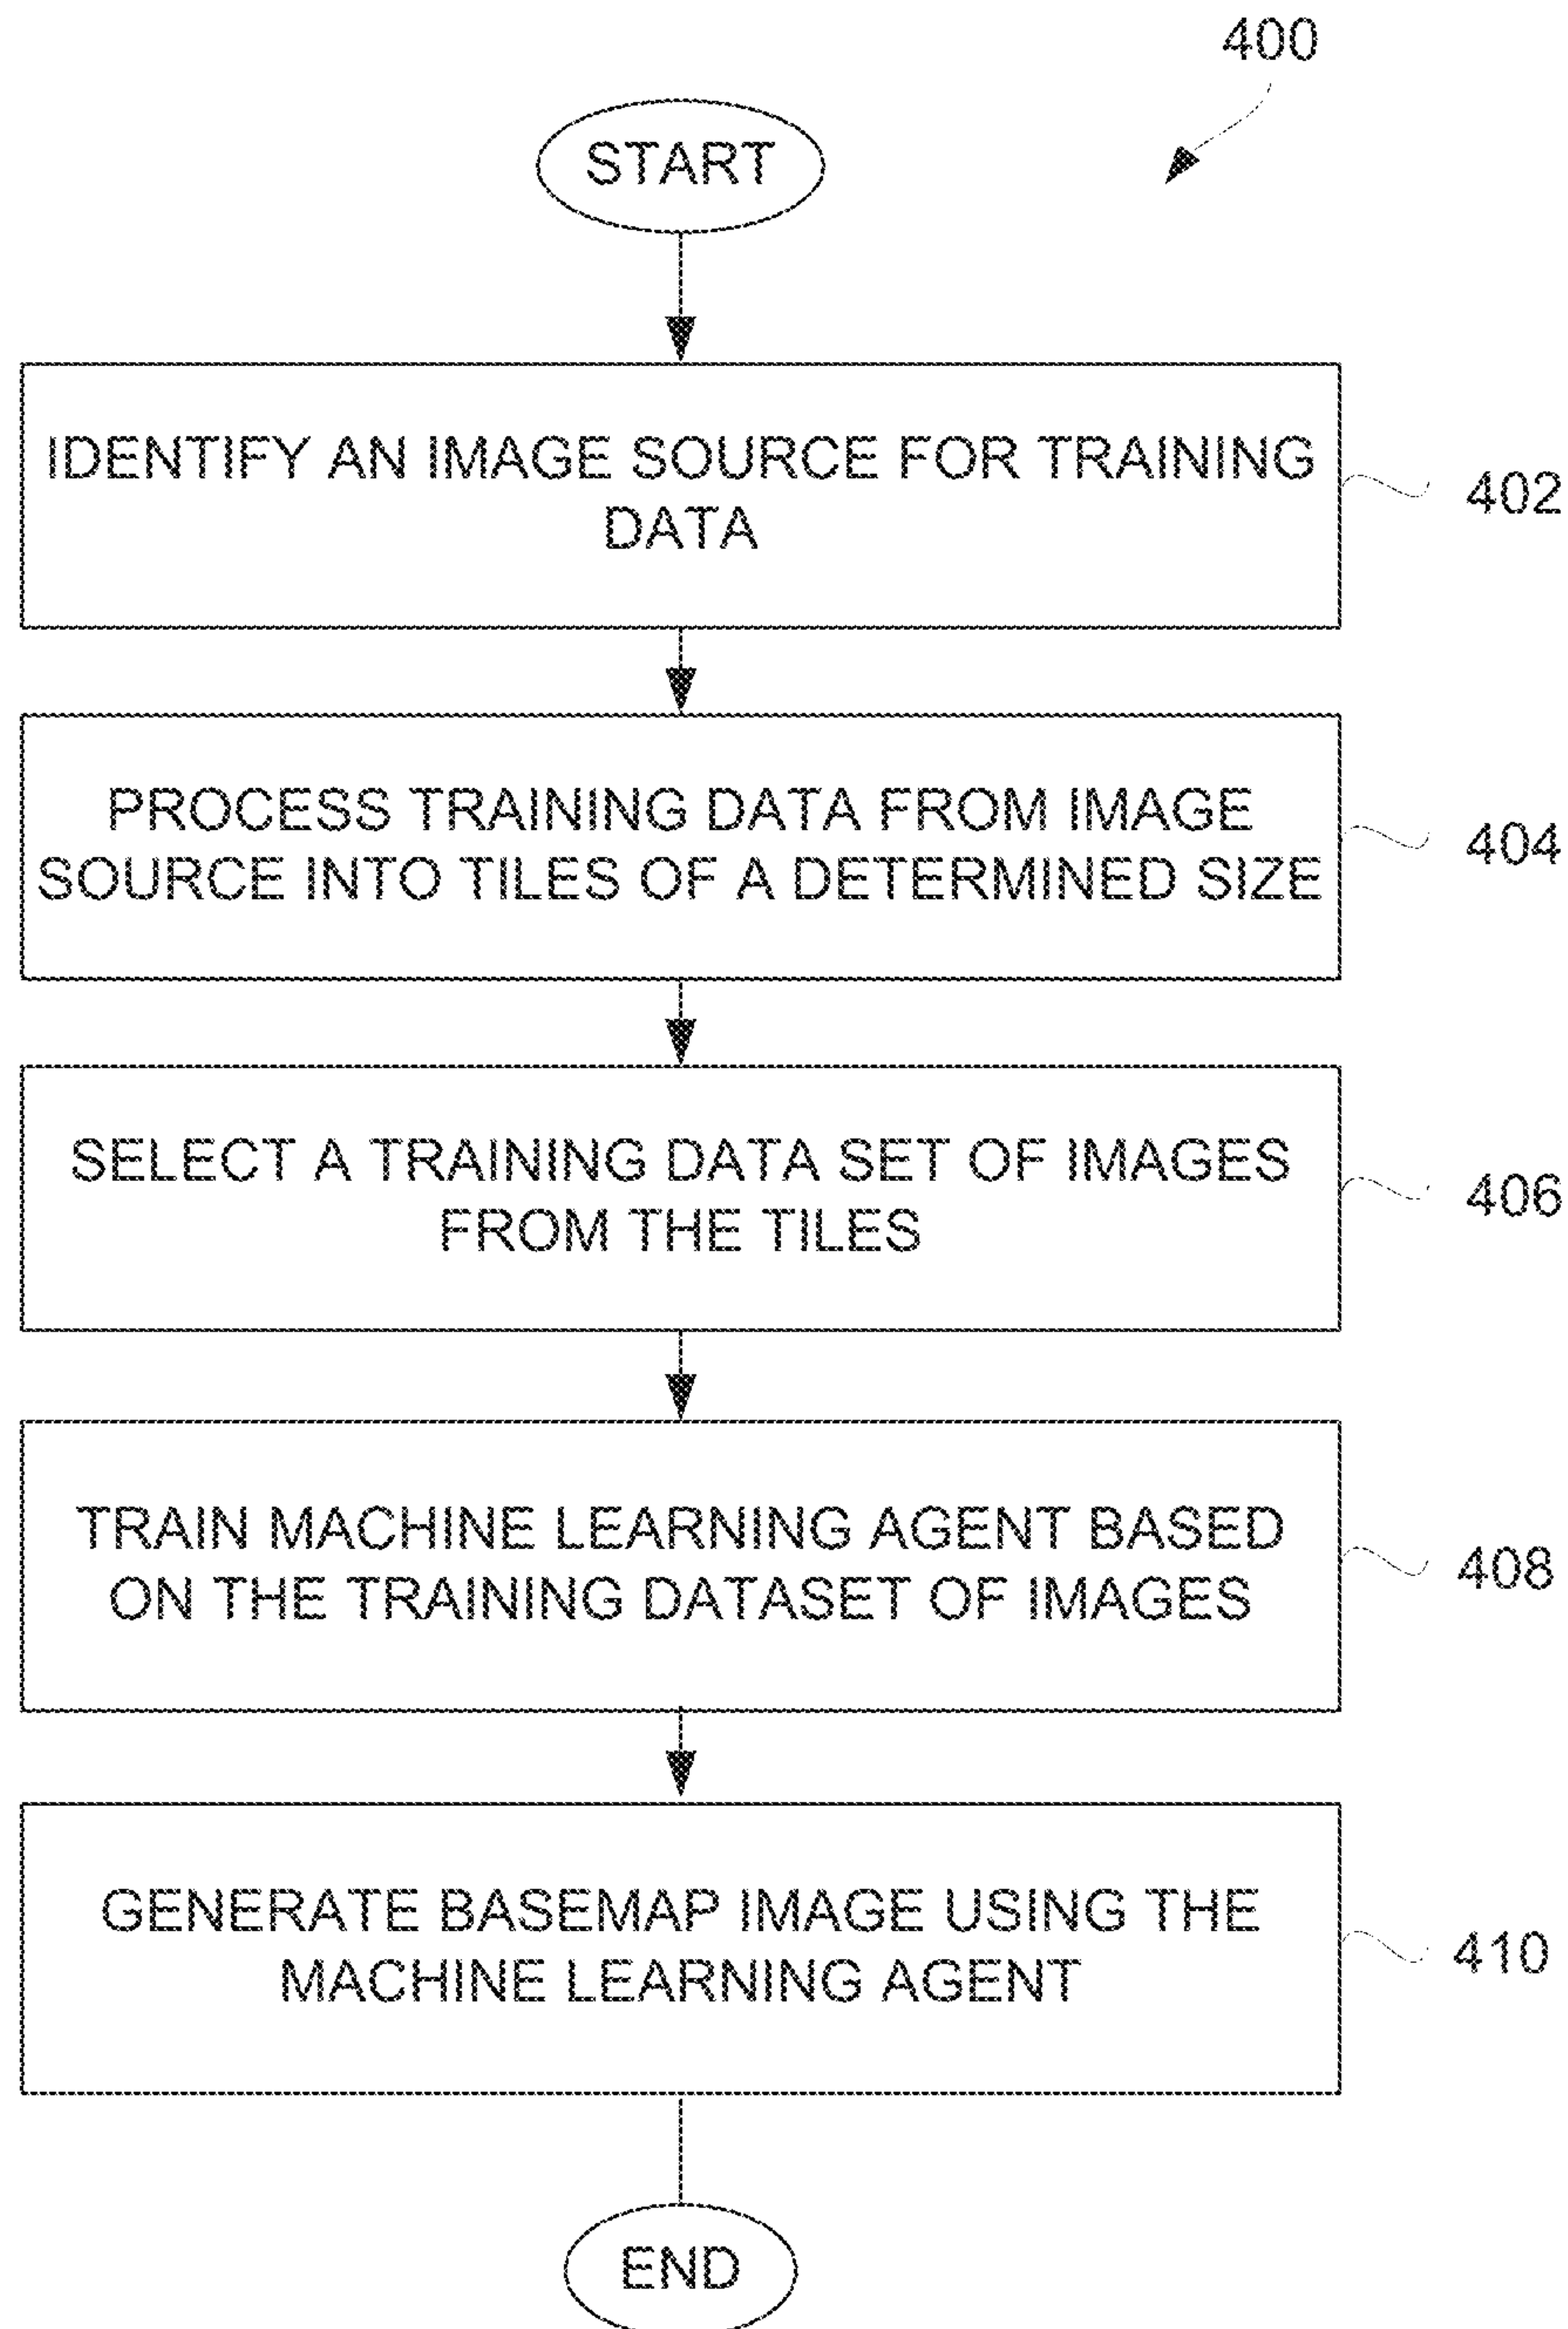 400
START
IDENTIFY AN IMAGE SOURCE FOR TRAINING
DATA
402
PROCESS TRAINING DATA FROM IMAGE
SOURCE INTO TILES OF A DETERMINED SIZE
404
SELECT A TRAINING DATA SET OF IMAGES
FROM THE TILES
406
TRAIN MACHINE LEARNING AGENT BASED
ON THE TRAINING DATASET OF IMAGES
408
GENERATE BASEMAP IMAGE USING THE
MACHINE LEARNING AGENT
410
END